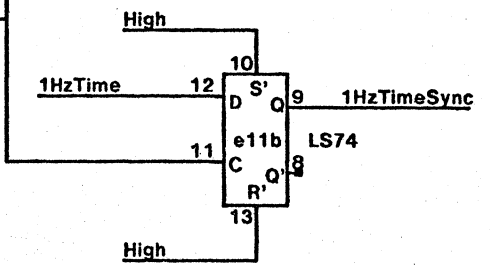 High
10
1HzTime 12 S' 9 1HzTimeSync
D Q
e11b LS74
11 8
C Q'
R'
13
High